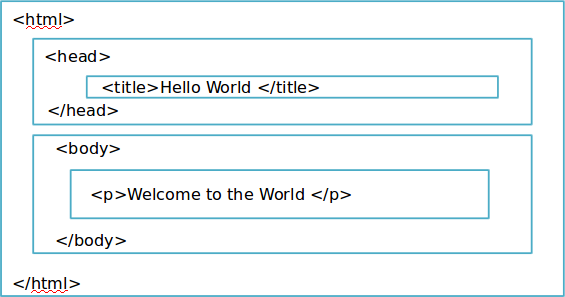 <html>
<head>
<title>Hello World </title>
</head>
<body>
<p>Welcome to the World </p>
</body>
</html>